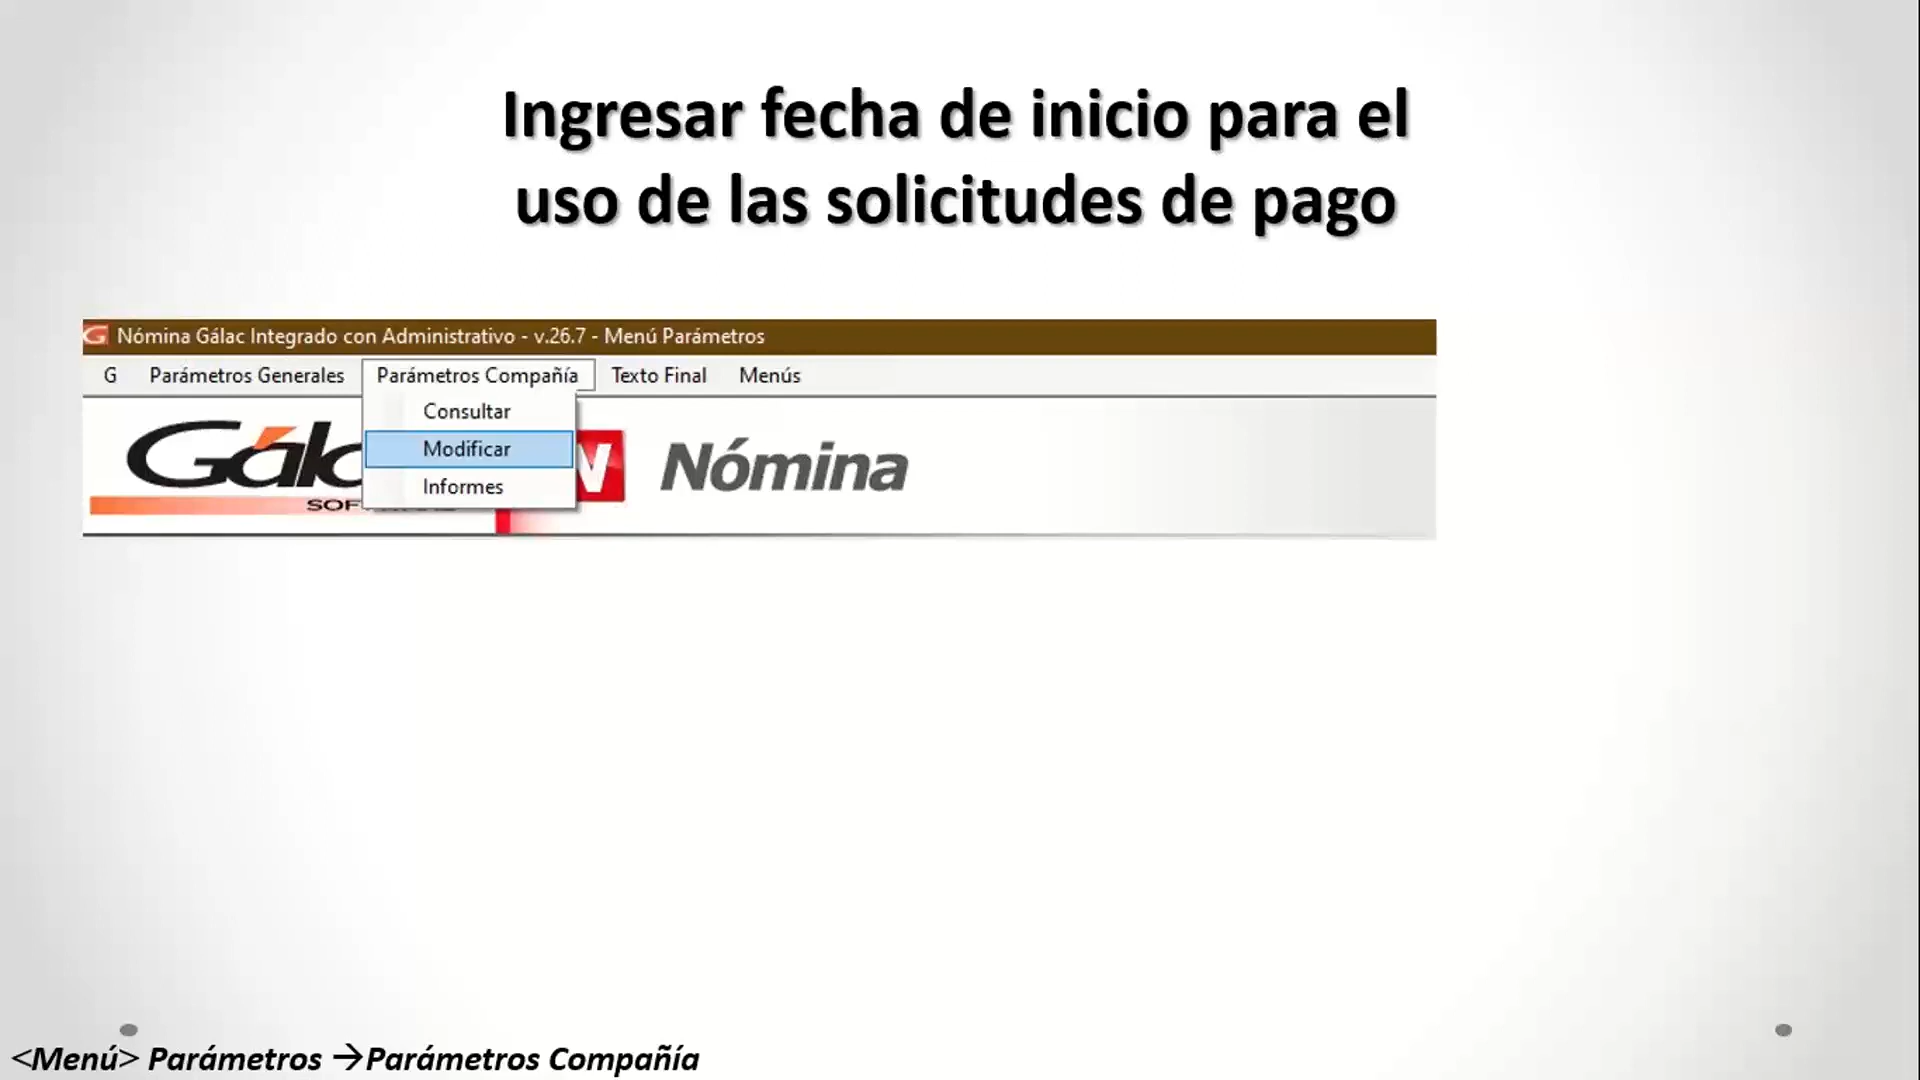 Ingresar fecha de inicio para el
uso de las solicitudes de pago
Nómina Gálac Integrado con Administrativo - v.26.7 - Menú Parámetros
G Parámetros Generales Parámetros Compañía Texto Final Menús
Consultar
Modificar
Informes
Nómina
<Menú> Parámetros →Parámetros Compañía